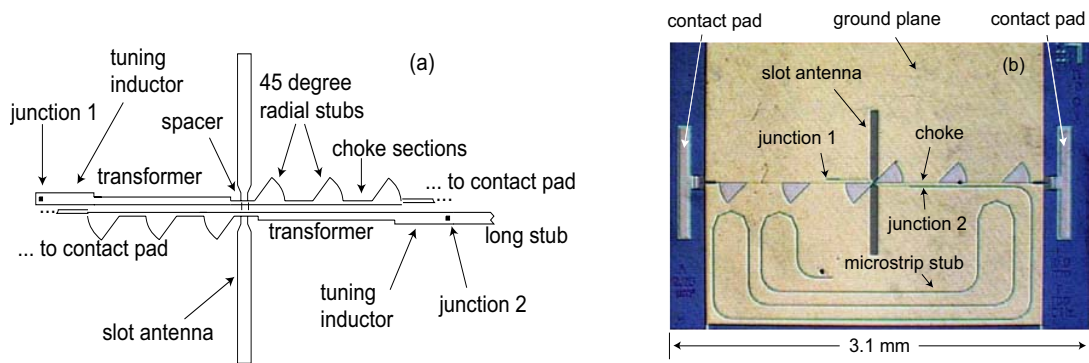 (a)
tuning
inductor
junction 1
spacer
45 degree
radial stubs
choke sections
transformer
... to contact pad
... to contact pad
transformer
long stub
slot antenna
tuning
inductor
junction 2
contact pad
ground plane
contact pad
(b)
slot antenna
junction 1
choke
junction 2
microstrip stub
3.1 mm